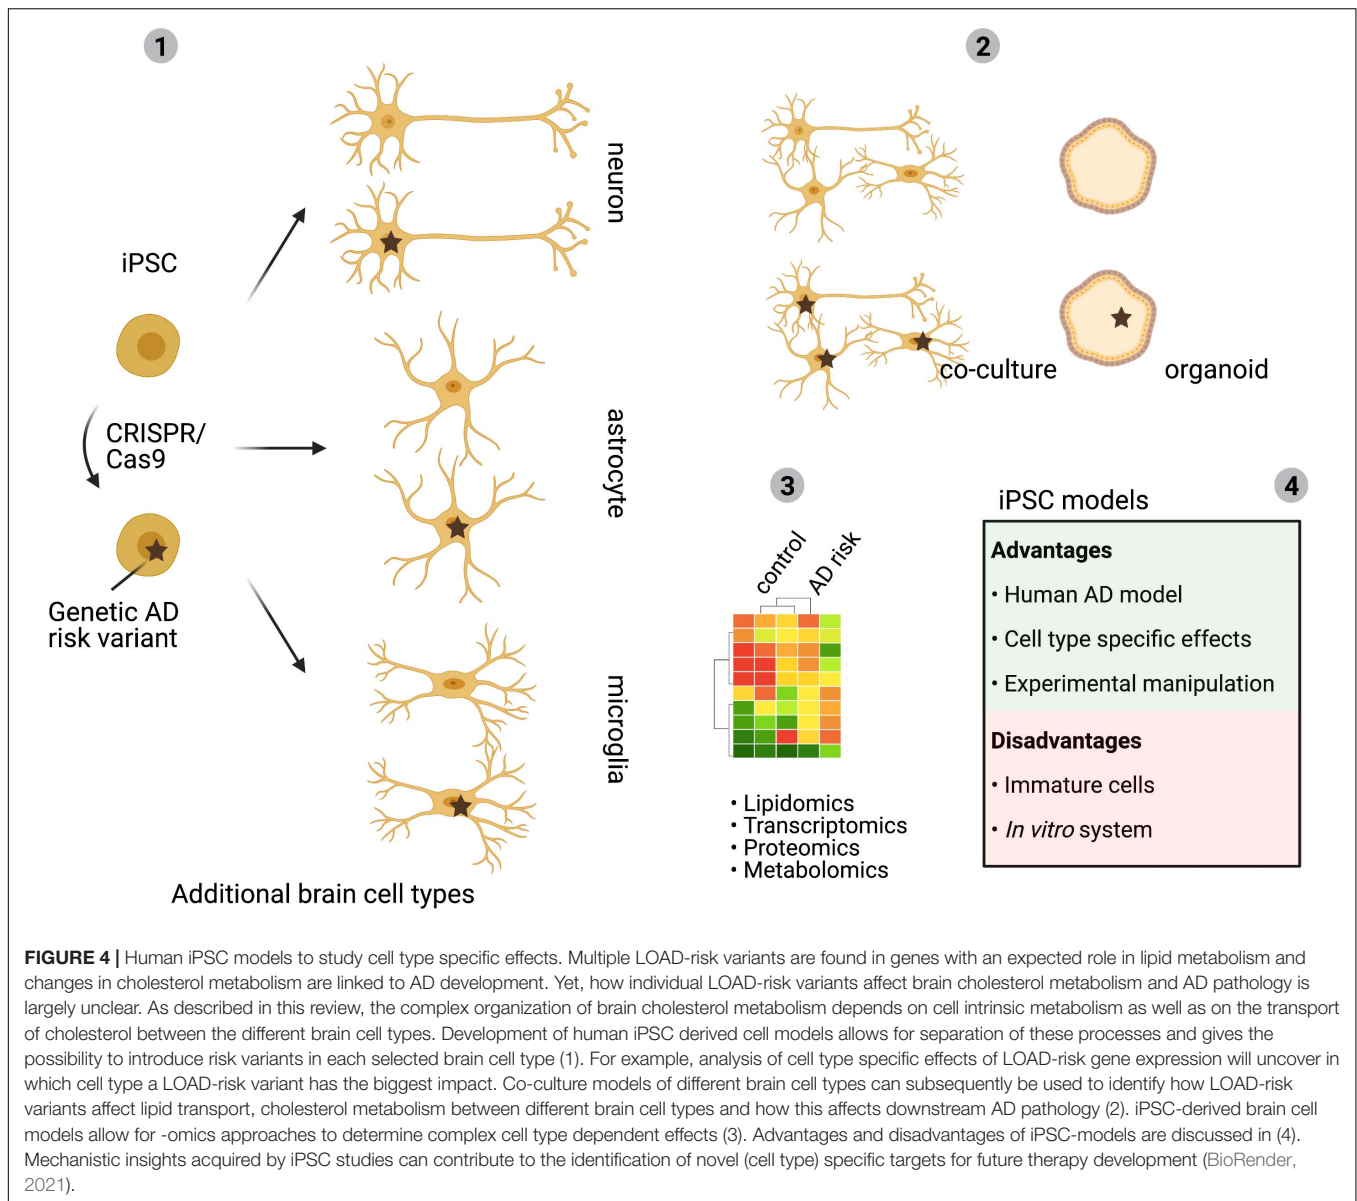 1
iPSC
CRISPR/
Cas9
Genetic AD
risk variant
neuron
astrocyte
microglia
Additional brain cell types
2
co-culture
organoid
3
control
AD risk
• Lipidomics
• Transcriptomics
• Proteomics
• Metabolomics
4
iPSC models
Advantages
• Human AD model
• Cell type specific effects
• Experimental manipulation
Disadvantages
• Immature cells
• In vitro system
FIGURE 4 | Human iPSC models to study cell type specific effects. Multiple LOAD-risk variants are found in genes with an expected role in lipid metabolism and
changes in cholesterol metabolism are linked to AD development. Yet, how individual LOAD-risk variants affect brain cholesterol metabolism and AD pathology is
largely unclear. As described in this review, the complex organization of brain cholesterol metabolism depends on cell intrinsic metabolism as well as on the transport
of cholesterol between the different brain cell types. Development of human iPSC derived cell models allows for separation of these processes and gives the
possibility to introduce risk variants in each selected brain cell type (1). For example, analysis of cell type specific effects of LOAD-risk gene expression will uncover in
which cell type a LOAD-risk variant has the biggest impact. Co-culture models of different brain cell types can subsequently be used to identify how LOAD-risk
variants affect lipid transport, cholesterol metabolism between different brain cell types and how this affects downstream AD pathology (2). iPSC-derived brain cell
models allow for -omics approaches to determine complex cell type dependent effects (3). Advantages and disadvantages of iPSC-models are discussed in (4).
Mechanistic insights acquired by iPSC studies can contribute to the identification of novel (cell type) specific targets for future therapy development (BioRender,
2021).